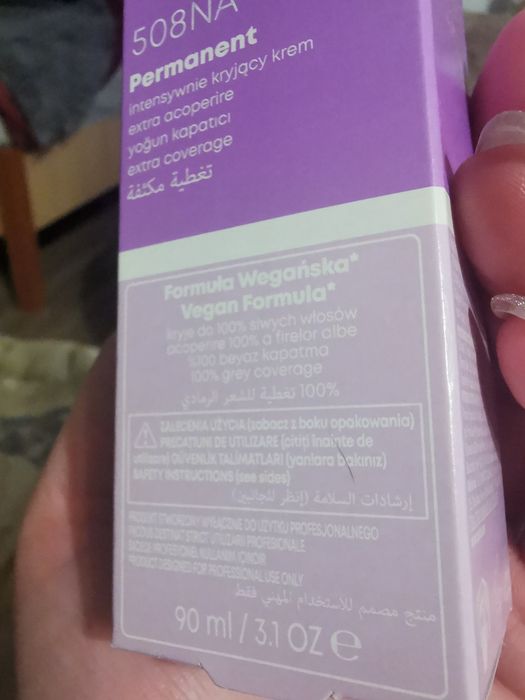 508NA
Permanent
intensywnie kryjący krem
extra acoperire
yoğun kapatıcı
extra coverage
تغطية مكثفة
Formuła Wegańska*
Vegan Formula*
kryje do 100% siwych włosów
acoperire 100% a firelor albe
%100 beyaz kapatma
100% grey coverage
100% تغطية للشعر الرمادي
ZALECENIA UŻYCIA (zobacz z boku opakowania)
PRECAUȚIUNI DE UTILIZARE (citiți înainte de
utilizare) GÜVENLİK TALİMATLARI (yanlara bakınız)
SAFETY INSTRUCTIONS (see sides)
إرشادات السلامة (انظر للجانبين)
PRODUKT STWORZONY WYŁĄCZNIE DO UŻYTKU PROFESJONALNEGO
PRODUS DESTINAT STRICT UTILIZĂRII PROFESIONALE
SADECE PROFESYONEL KULLANIM İÇİNDİR
PRODUCT DESIGNED FOR PROFESSIONAL USE ONLY
منتج مصمم للاستخدام المهني فقط
90 ml / 3.1 OZ e